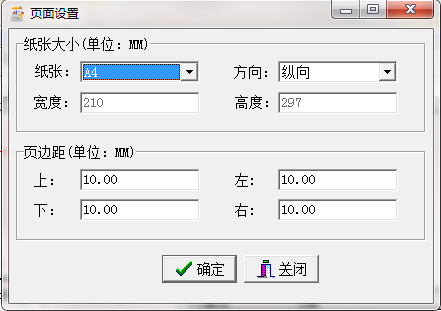 页面设置
纸张大小(单位：MM)
纸张： A4 方向： 纵向
宽度： 210 高度： 297
页边距(单位：MM)
上： 10.00 左： 10.00
下： 10.00 右： 10.00
确定 关闭